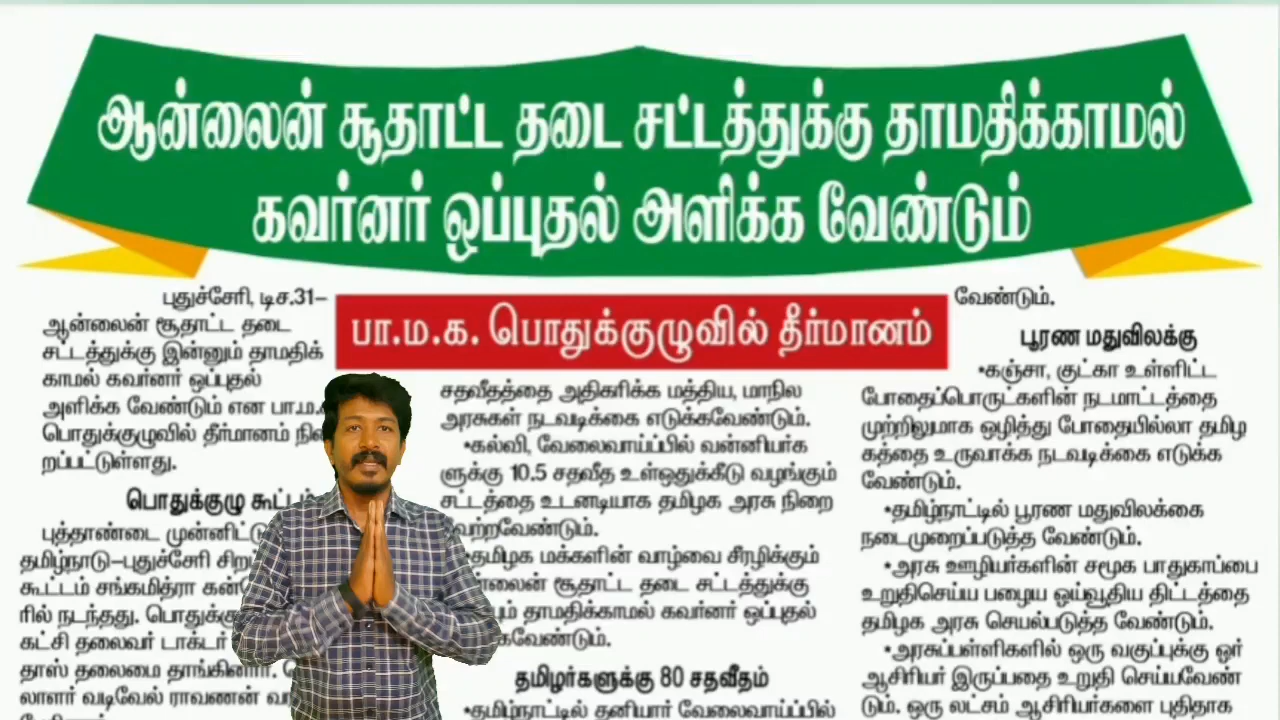 ஆன்லைன் சூதாட்ட தடை சட்டத்துக்கு தாமதிக்காமல்
கவர்னர் ஒப்புதல் அளிக்க வேண்டும்
பா.ம.க. பொதுக்குழுவில் தீர்மானம்
புதுச்சேரி, டிச.31–
ஆன்லைன் சூதாட்ட தடை
சட்டத்துக்கு இன்னும் தாமதிக்
காமல் கவர்னர் ஒப்புதல்
அளிக்க வேண்டும் என
பொதுக்குழுவில் தீர்மானம்
றப்பட்டுள்ளது.
பொதுக்குழு கூட்டம்
புத்தாண்டை முன்னிட்டு
தமிழ்நாடு–புதுச்சேரி
கூட்டம் சங்கமித்ரா
ரில் நடந்தது.
கட்சி தலைவர் டாக்டர்
தாஸ் தலைமை தாங்கினார்.
லாளர் வடிவேல் ராவணன்
சதவீதத்தை அதிகரிக்க மத்திய, மாநில
அரசுகள் நடவடிக்கை எடுக்கவேண்டும்.
•கல்வி, வேலைவாய்ப்பில் வன்னியர்க
ளுக்கு 10.5 சதவீத உள்ஒதுக்கீடு வழங்கும்
சட்டத்தை உடனடியாக தமிழக அரசு நிறை
வேற்றவேண்டும்.
•தமிழக மக்களின் வாழ்வை சீரழிக்கும்
சூதாட்ட தடை சட்டத்துக்கு
தாமதிக்காமல் கவர்னர் ஒப்புதல்
தமிழர்களுக்கு 80 சதவீதம்
•தமிழ்நாட்டில் தனியார் வேலைவாய்ப்பில்
வேண்டும்.
பூரண மதுவிலக்கு
•கஞ்சா, குட்கா உள்ளிட்ட
போதைப்பொருட்களின் நடமாட்டத்தை
முற்றிலுமாக ஒழித்து போதையில்லா தமிழ
கத்தை உருவாக்க நடவடிக்கை எடுக்க
வேண்டும்.
•தமிழ்நாட்டில் பூரண மதுவிலக்கை
நடைமுறைப்படுத்த வேண்டும்.
•அரசு ஊழியர்களின் சமூக பாதுகாப்பை
உறுதிசெய்ய பழைய ஓய்வூதிய திட்டத்தை
தமிழக அரசு செயல்படுத்த வேண்டும்.
•அரசுப்பள்ளிகளில் ஒரு வகுப்புக்கு ஓர்
ஆசிரியர் இருப்பதை உறுதி செய்யவேண்
டும். ஒரு லட்சம் ஆசிரியர்களை புதிதாக